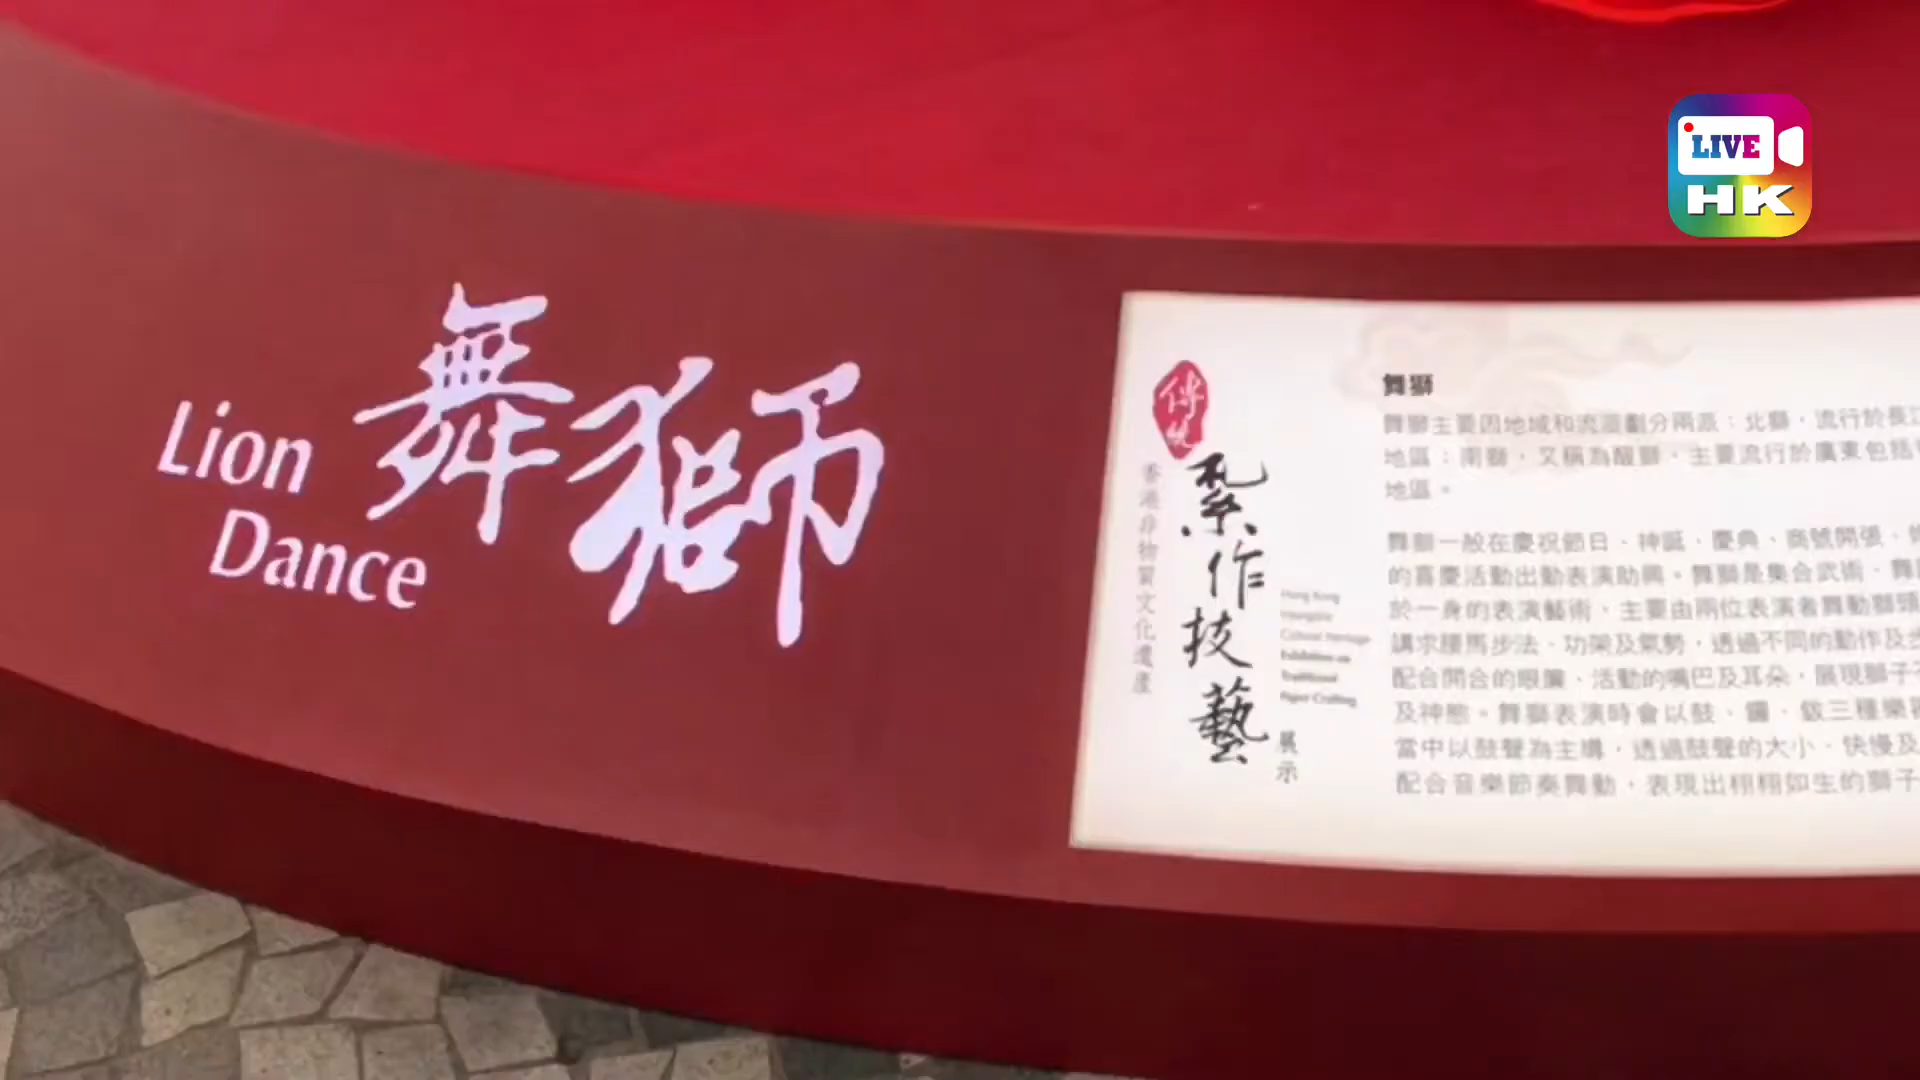 LIVE
HK
舞獅
Lion
Dance
傳統
紮作技藝
展示
香港非物質文化遺產
Hong Kong
Intangible
Cultural Heritage
Exhibition on
Traditional
Paper Crafting
舞獅
舞獅主要因地域和流派劃分兩派：北獅，流行於長江
地區；南獅，又稱為醒獅，主要流行於廣東包括
地區。
舞獅一般在慶祝節日、神誕、慶典、商號開張、
的喜慶活動出動表演助興。舞獅是集合武術、舞
於一身的表演藝術，主要由兩位表演者舞動獅頭
講求腰馬步法、功架及氣勢，透過不同的動作及步
配合開合的眼簾、活動的嘴巴及耳朵，展現獅子
及神態。舞獅表演時會以鼓、鑼、鈸三種樂器
當中以鼓聲為主導，透過鼓聲的大小、快慢及
配合音樂節奏舞動，表現出栩栩如生的獅子